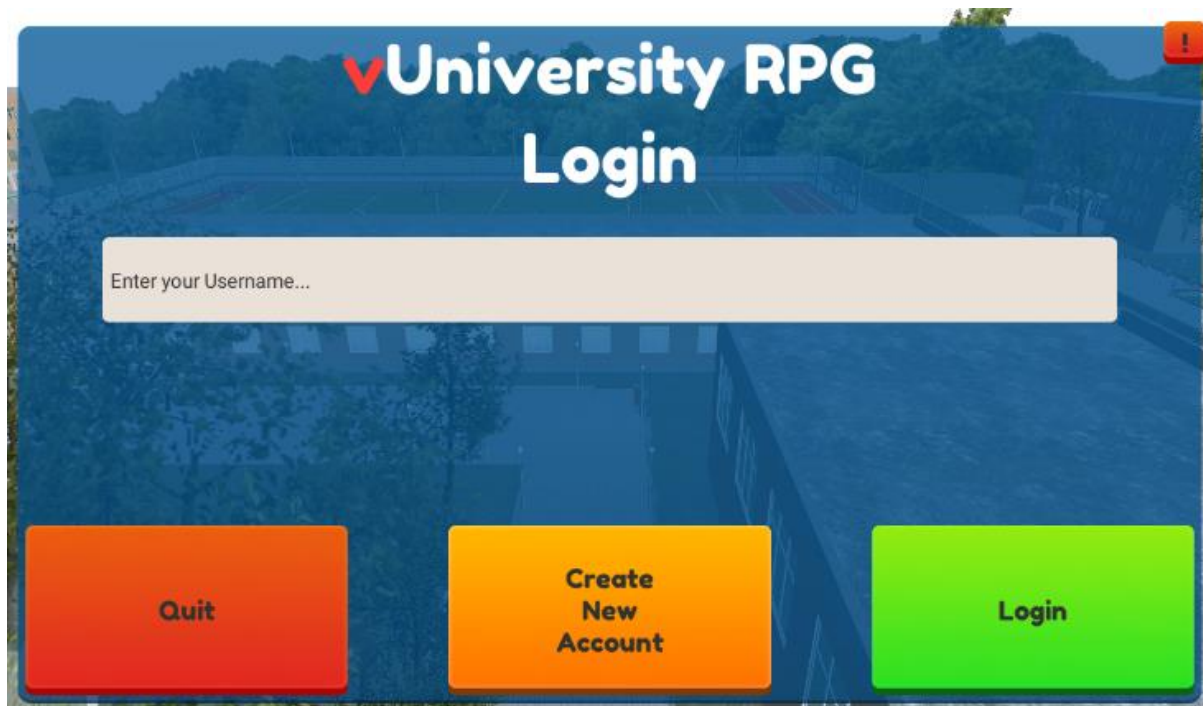 !
vUniversity RPG
Login
Enter your Username...
Quit
Create
New
Account
Login